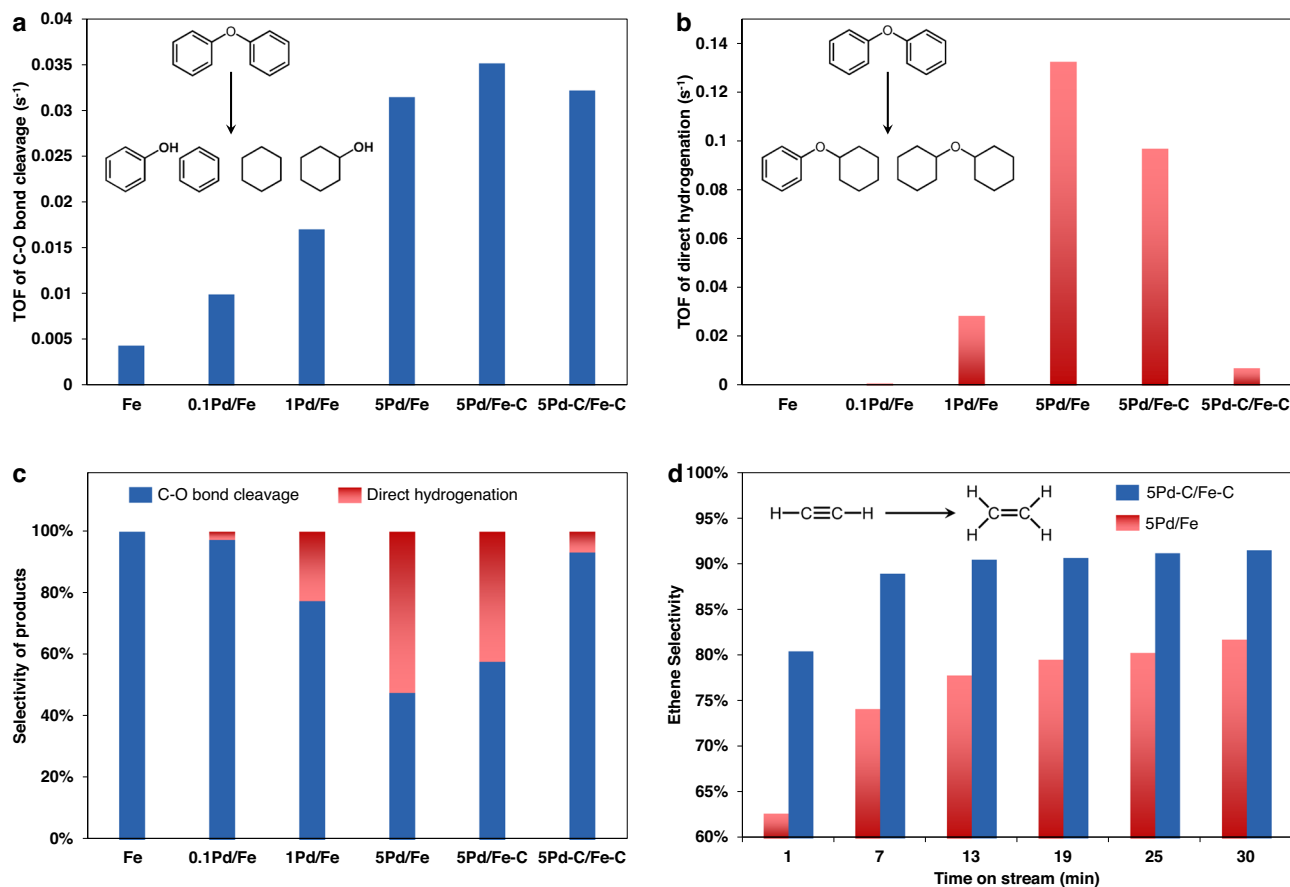 a
0.04
0.035
0.03
0.025
0.02
0.015
0.01
0.005
0
TOF of C-O bond cleavage (s⁻¹)
O
OH
OH
Fe 0.1Pd/Fe 1Pd/Fe 5Pd/Fe 5Pd/Fe-C 5Pd-C/Fe-C
b
0.14
0.12
0.1
0.08
0.06
0.04
0.02
0
TOF of direct hydrogenation (s⁻¹)
O
O
O
Fe 0.1Pd/Fe 1Pd/Fe 5Pd/Fe 5Pd/Fe-C 5Pd-C/Fe-C
c
C-O bond cleavage
Direct hydrogenation
100%
80%
60%
40%
20%
0%
Selectivity of products
Fe 0.1Pd/Fe 1Pd/Fe 5Pd/Fe 5Pd/Fe-C 5Pd-C/Fe-C
d
100%
95%
90%
85%
80%
75%
70%
65%
60%
Ethene Selectivity
H C C H
H H
C C
H H
5Pd-C/Fe-C
5Pd/Fe
1 7 13 19 25 30
Time on stream (min)